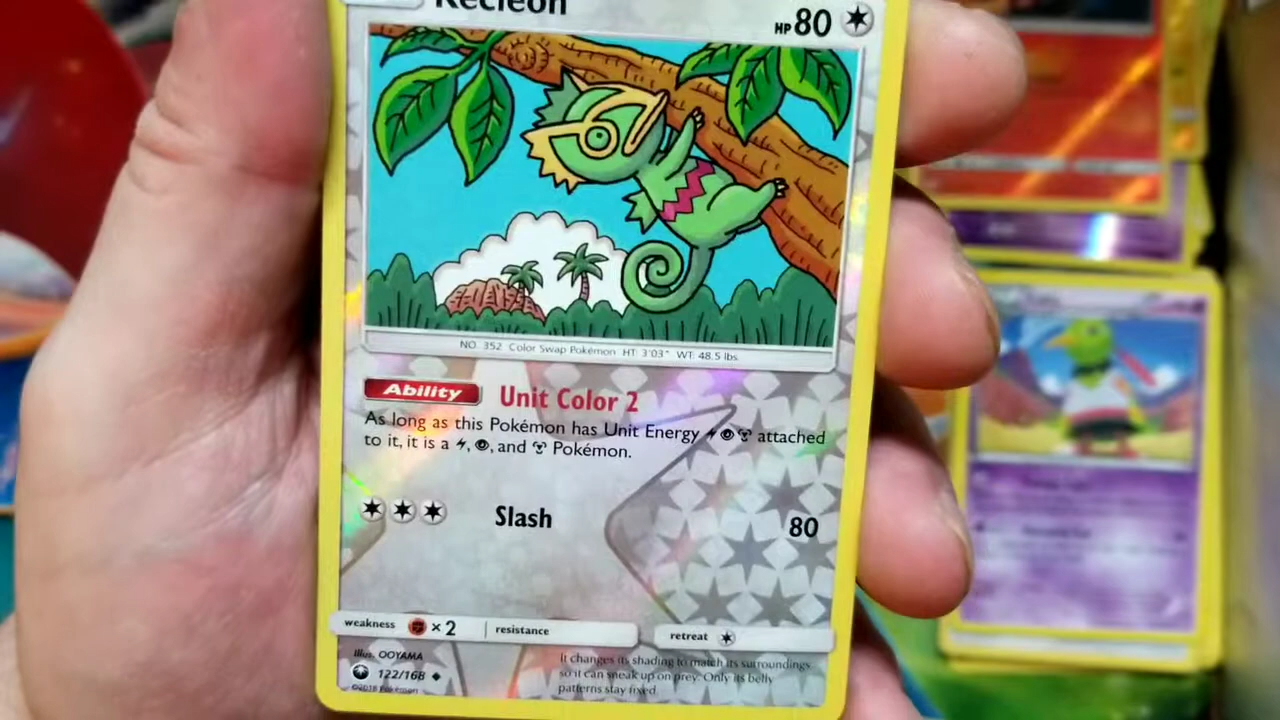 Kecleon
HP 80
NO. 352 Color Swap Pokémon HT: 3'03" WT: 48.5 lbs.
Ability Unit Color 2
As long as this Pokémon has Unit Energy attached
to it, it is a , , and Pokémon.
Slash 80
weakness ×2 resistance retreat
Illus. OOYAMA
122/168 ◆
©2018 Pokémon
It changes its shading to match its surroundings
so it can sneak up on prey. Only its belly
patterns stay fixed.